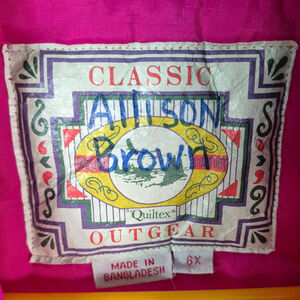 CLASSIC
Allison
Brown
"Quiltex"
OUTGEAR
MADE IN
BANGLADESH
6X